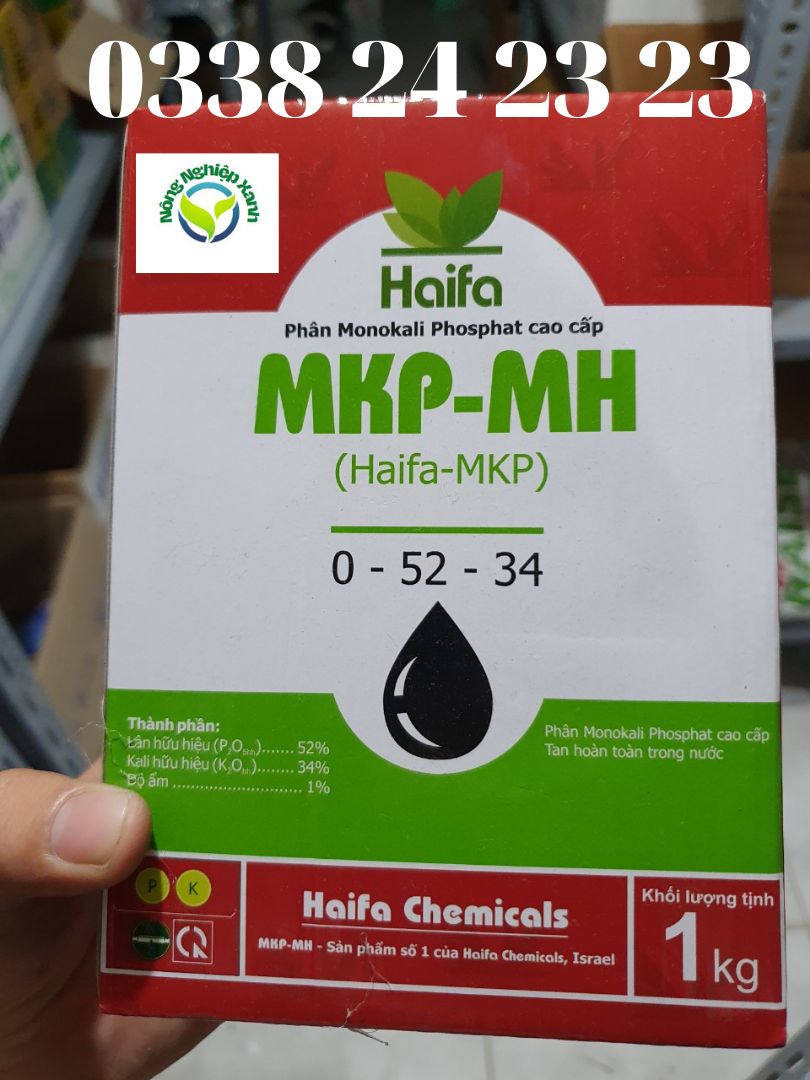 0338 24 23 23
Nông Nghiệp Xanh
Haifa
Phân Monokali Phosphat cao cấp
MKP-MH
(Haifa-MKP)
0 - 52 - 34
Thành phần:
Lân hữu hiệu (P₂O₅hh)....... 52%
Kali hữu hiệu (K₂Ohh)........ 34%
Độ ẩm ............................ 1%
Phân Monokali Phosphat cao cấp
Tan hoàn toàn trong nước
P K
CR
Haifa Chemicals
MKP-MH - Sản phẩm số 1 của Haifa Chemicals, Israel
Khối lượng tịnh
1 kg